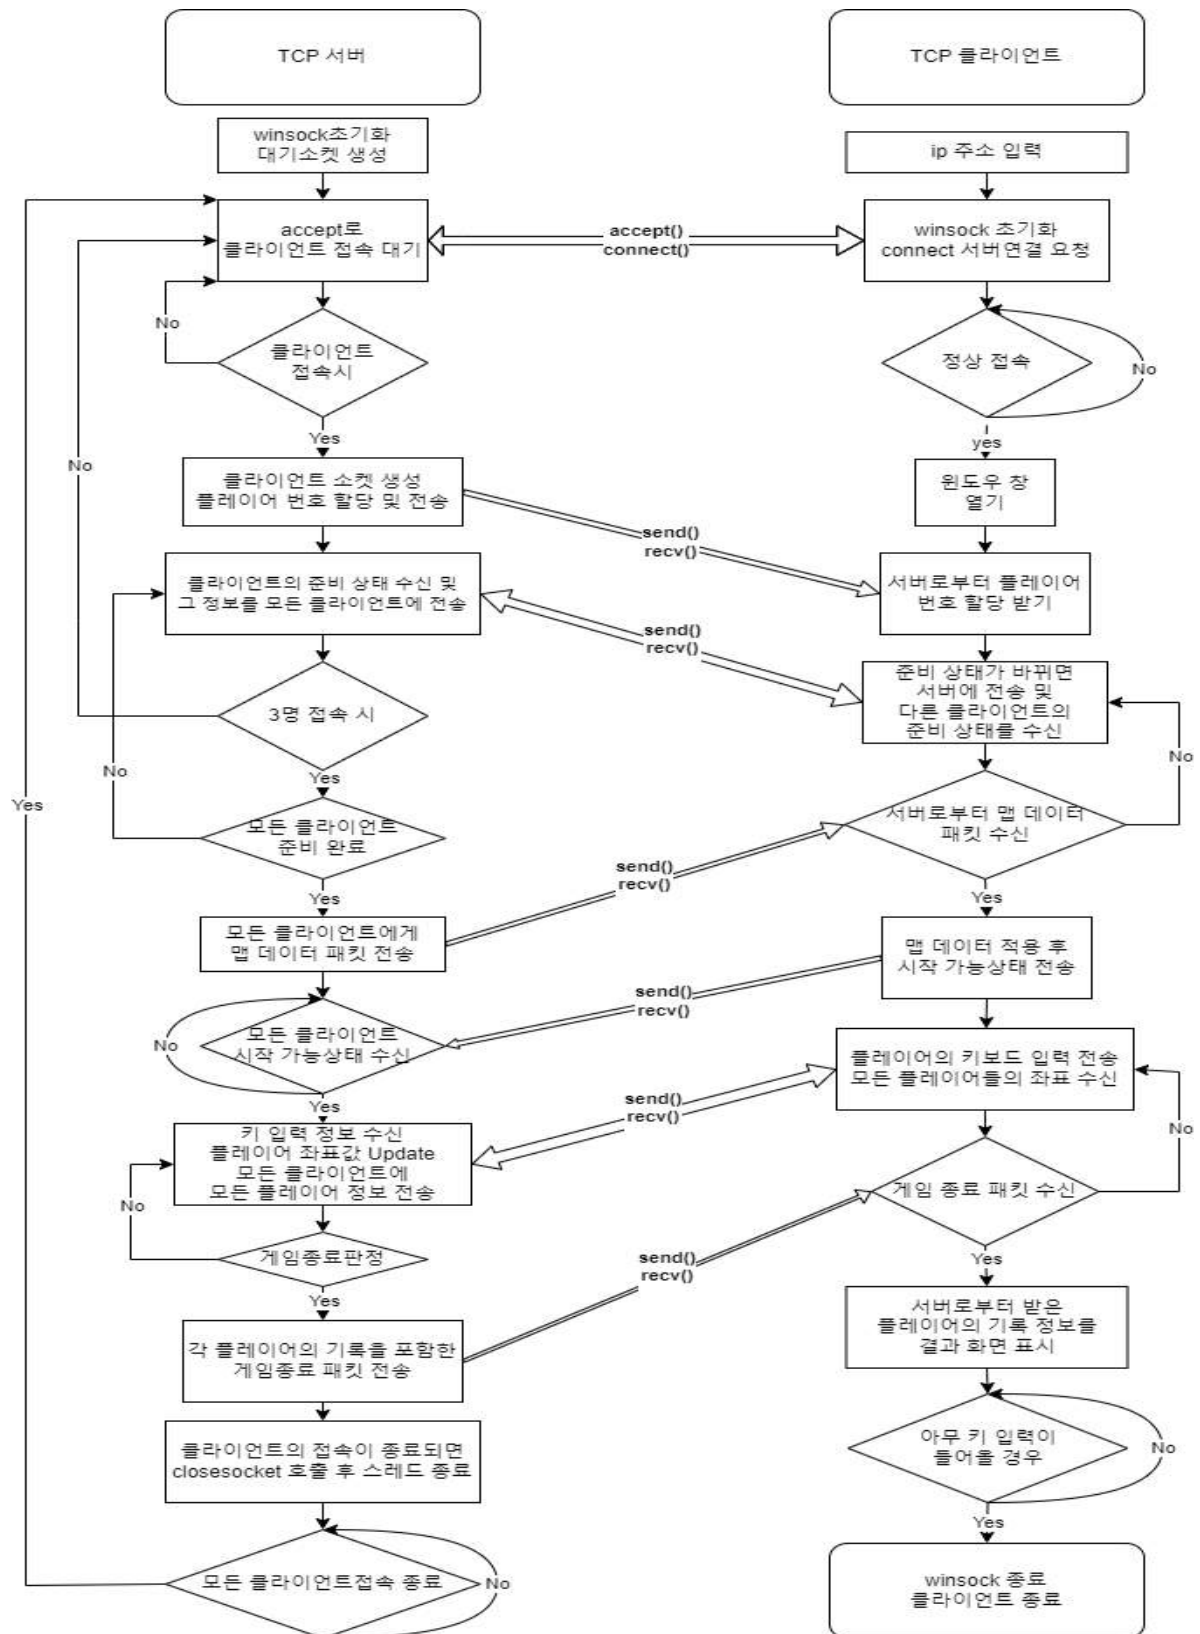 TCP 서버
winsock초기화
대기소켓 생성
accept로
클라이언트 접속 대기
No
클라이언트
접속시
Yes
No
클라이언트 소켓 생성
플레이어 번호 할당 및 전송
클라이언트의 준비 상태 수신 및
그 정보를 모든 클라이언트에 전송
3명 접속 시
No
Yes
Yes
모든 클라이언트
준비 완료
Yes
모든 클라이언트에게
맵 데이터 패킷 전송
모든 클라이언트
시작 가능상태 수신
No
Yes
키 입력 정보 수신
플레이어 좌표값 Update
모든 클라이언트에
모든 플레이어 정보 전송
No
게임종료판정
Yes
각 플레이어의 기록을 포함한
게임종료 패킷 전송
클라이언트의 접속이 종료되면
closesocket 호출 후 스레드 종료
모든 클라이언트접속 종료
No
accept()
connect()
send()
recv()
send()
recv()
send()
recv()
send()
recv()
send()
recv()
send()
recv()
TCP 클라이언트
ip 주소 입력
winsock 초기화
connect 서버연결 요청
정상 접속
No
yes
윈도우 창
열기
서버로부터 플레이어
번호 할당 받기
준비 상태가 바뀌면
서버에 전송 및
다른 클라이언트의
준비 상태를 수신
No
서버로부터 맵 데이터
패킷 수신
Yes
맵 데이터 적용 후
시작 가능상태 전송
플레이어의 키보드 입력 전송
모든 플레이어들의 좌표 수신
No
게임 종료 패킷 수신
Yes
서버로부터 받은
플레이어의 기록 정보를
결과 화면 표시
아무 키 입력이
들어올 경우
No
Yes
winsock 종료
클라이언트 종료